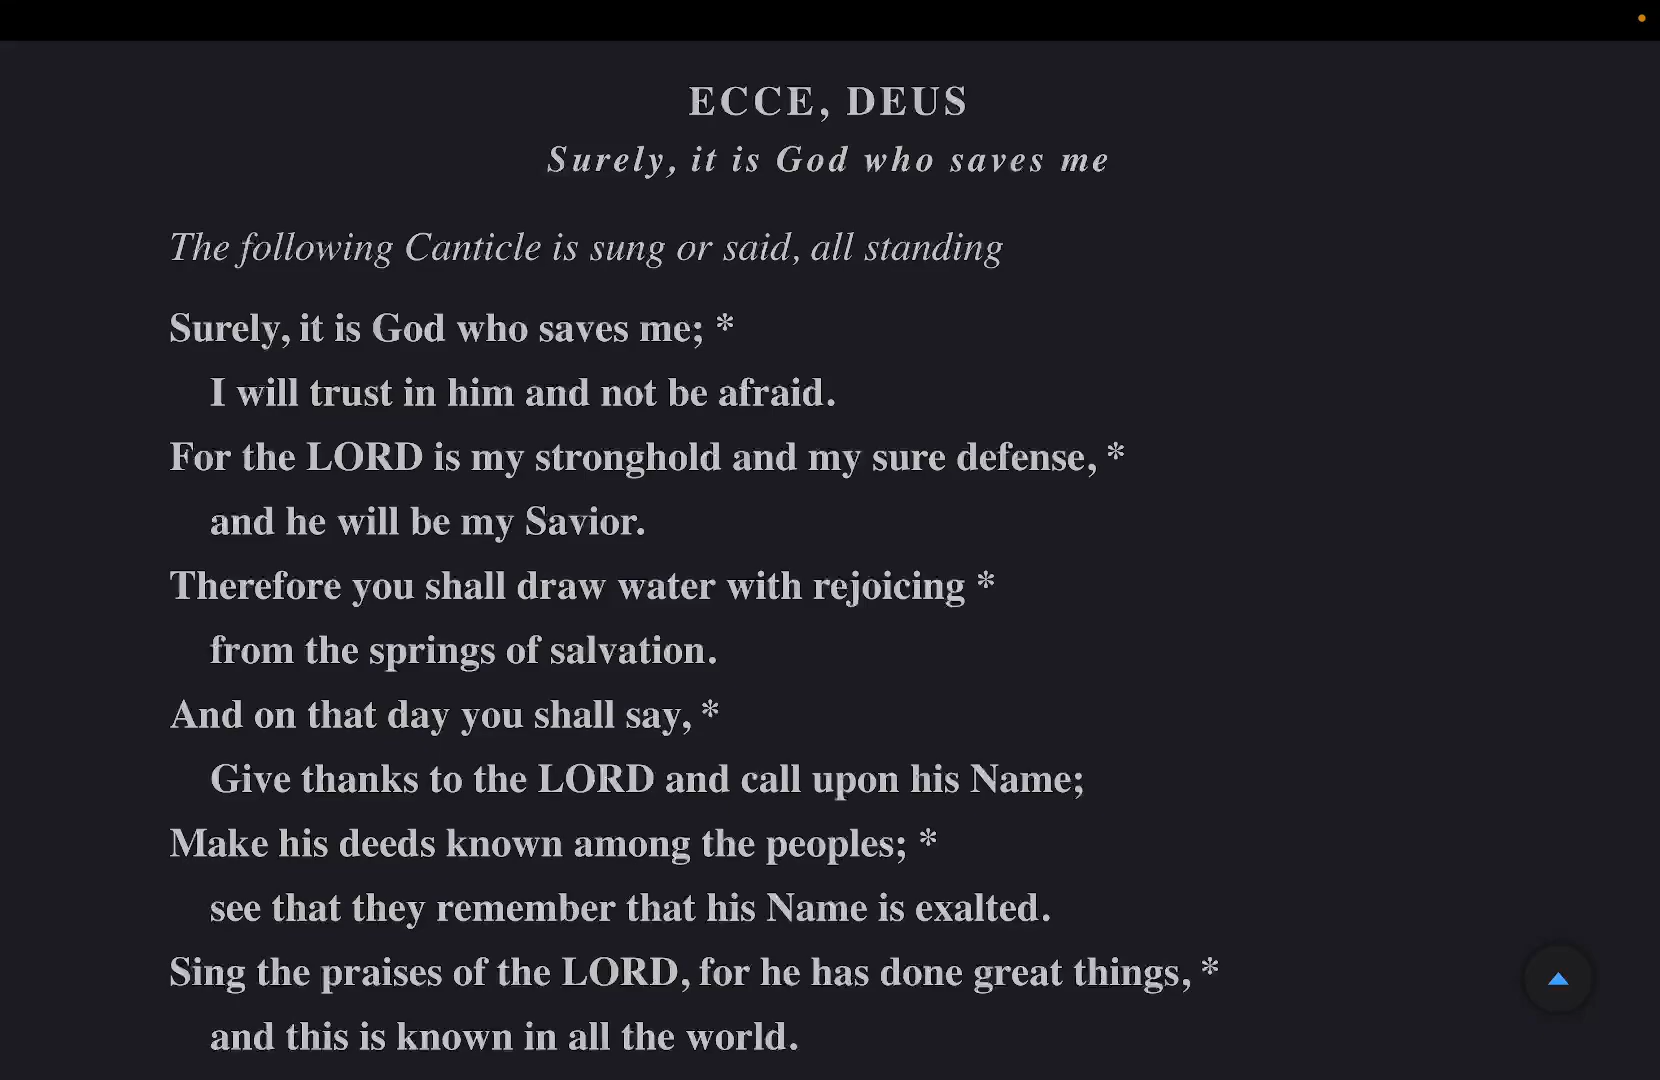 ECCE, DEUS
Surely, it is God who saves me
The following Canticle is sung or said, all standing
Surely, it is God who saves me; *
I will trust in him and not be afraid.
For the LORD is my stronghold and my sure defense, *
and he will be my Savior.
Therefore you shall draw water with rejoicing *
from the springs of salvation.
And on that day you shall say, *
Give thanks to the LORD and call upon his Name;
Make his deeds known among the peoples; *
see that they remember that his Name is exalted.
Sing the praises of the LORD, for he has done great things, *
and this is known in all the world.